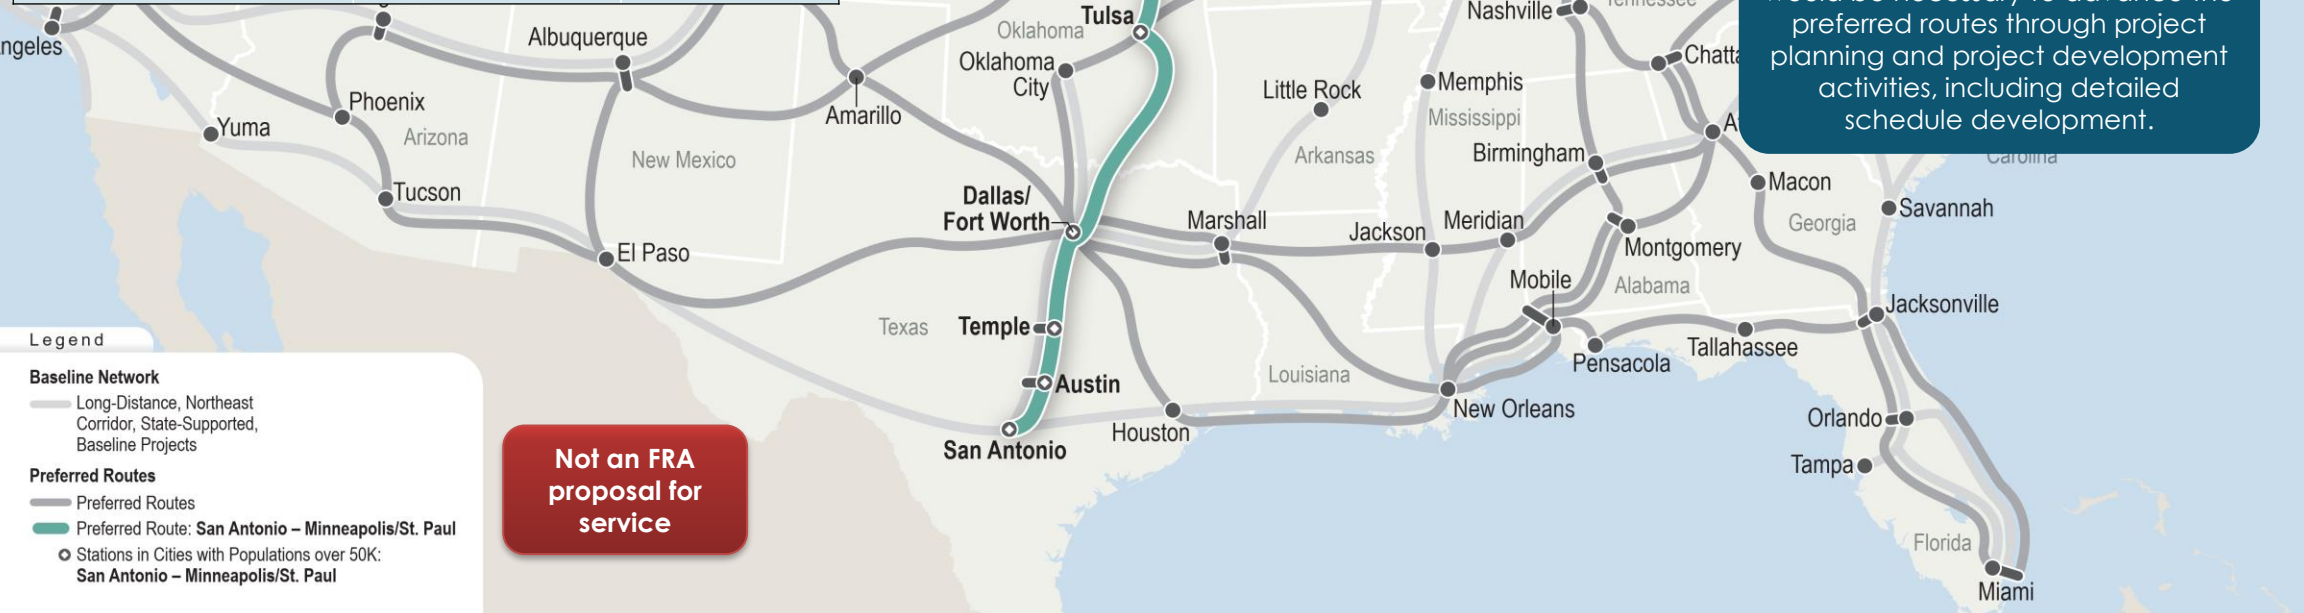 Tulsa
Nashville
preferred routes through project
planning and project development
activities, including detailed
schedule development.
Oklahoma
Albuquerque
Oklahoma
City
Memphis
Little Rock
Phoenix
Amarillo
Mississippi
Yuma
Arizona
New Mexico
Arkansas
Birmingham
Carolina
Tucson
Dallas/
Fort Worth
Marshall
Jackson
Meridian
Macon
Savannah
Georgia
El Paso
Montgomery
Mobile
Alabama
Jacksonville
Texas
Temple
Pensacola
Tallahassee
Austin
Louisiana
New Orleans
Houston
San Antonio
Orlando
Tampa
Florida
Miami
Legend
Baseline Network
Long-Distance, Northeast
Corridor, State-Supported,
Baseline Projects
Preferred Routes
Preferred Routes
Preferred Route: San Antonio – Minneapolis/St. Paul
Stations in Cities with Populations over 50K:
San Antonio – Minneapolis/St. Paul
Not an FRA
proposal for
service